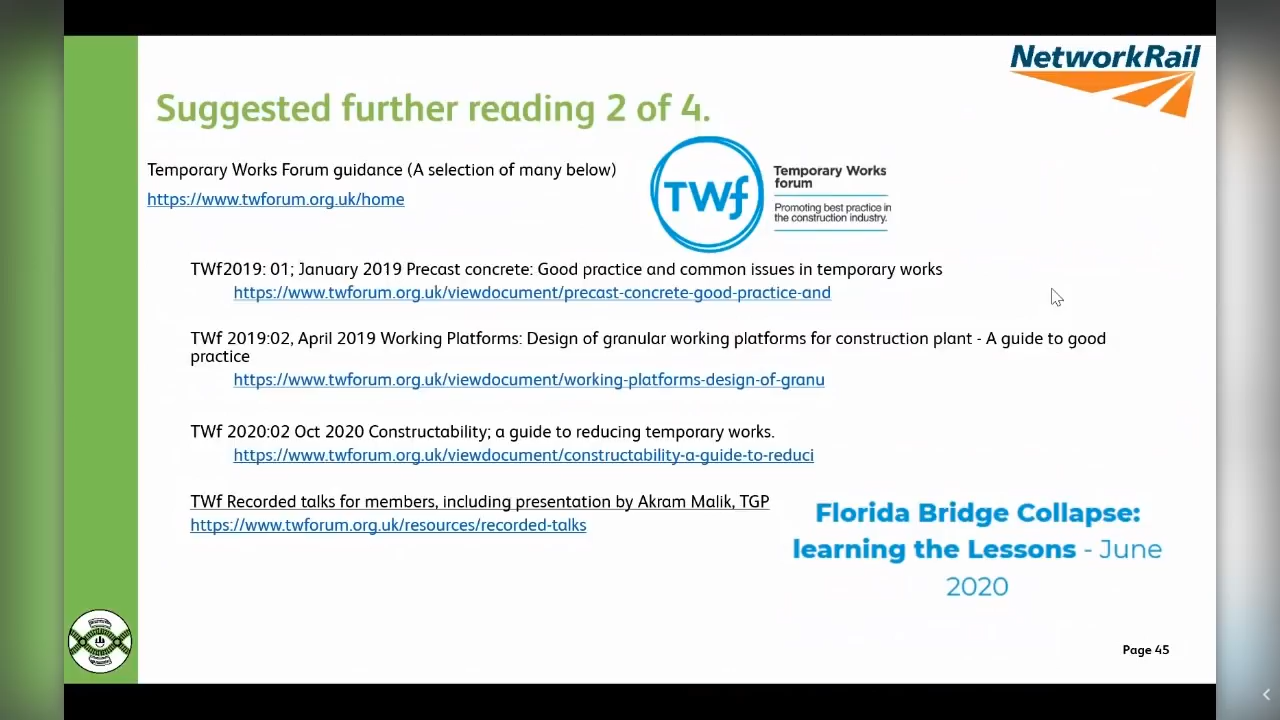 NetworkRail
Suggested further reading 2 of 4.
Temporary Works Forum guidance (A selection of many below)
https://www.twforum.org.uk/home
TWf
Temporary Works
forum
Promoting best practice in
the construction industry.
TWf2019: 01; January 2019 Precast concrete: Good practice and common issues in temporary works
https://www.twforum.org.uk/viewdocument/precast-concrete-good-practice-and
TWf 2019:02, April 2019 Working Platforms: Design of granular working platforms for construction plant - A guide to good
practice
https://www.twforum.org.uk/viewdocument/working-platforms-design-of-granu
TWf 2020:02 Oct 2020 Constructability; a guide to reducing temporary works.
https://www.twforum.org.uk/viewdocument/constructability-a-guide-to-reduci
TWf Recorded talks for members, including presentation by Akram Malik, TGP
https://www.twforum.org.uk/resources/recorded-talks
Florida Bridge Collapse:
learning the Lessons - June
2020
Page 45